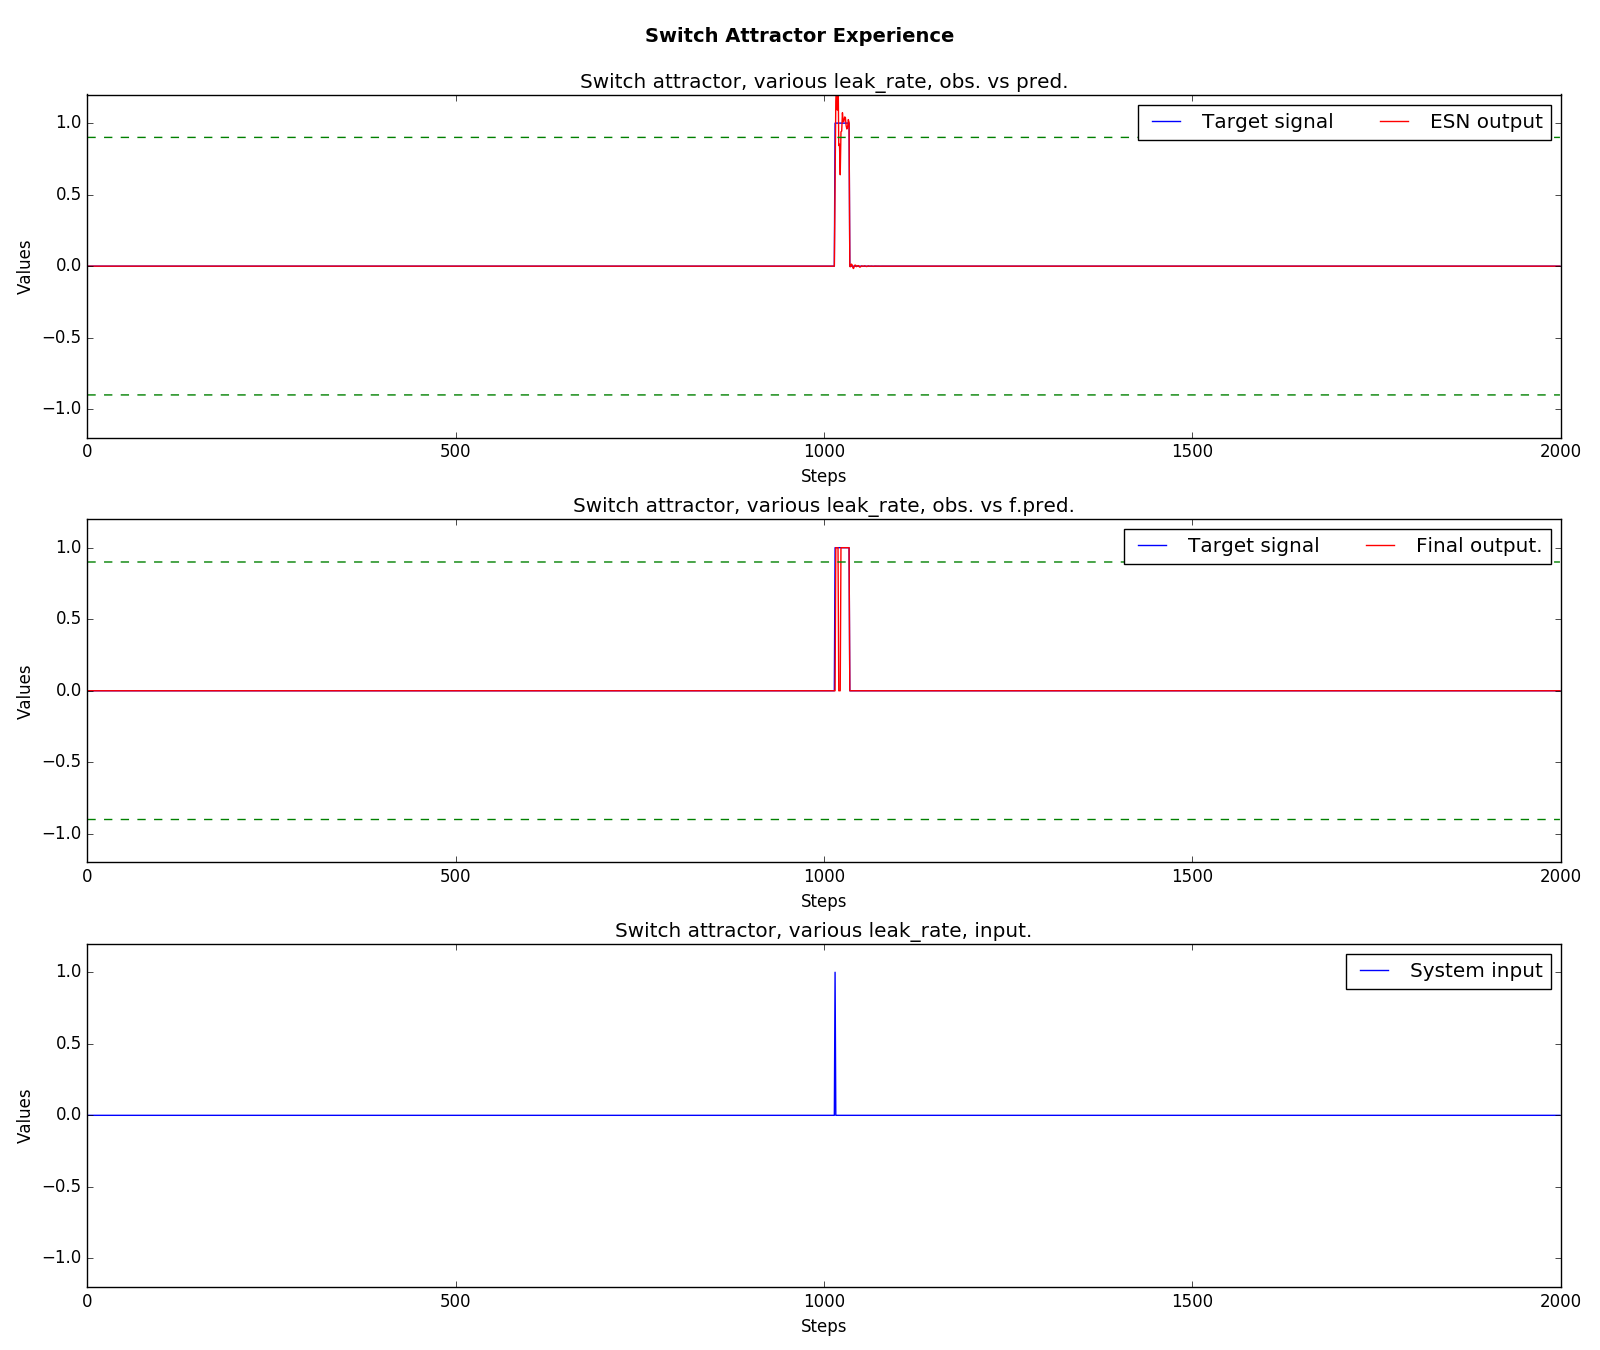 Switch Attractor Experience
Switch attractor, various leak_rate, obs. vs pred.
Target signal ESN output
1.0
0.5
0.0
−0.5
−1.0
Values
0 500 1000 1500 2000
Steps
Switch attractor, various leak_rate, obs. vs f.pred.
Target signal Final output.
1.0
0.5
0.0
−0.5
−1.0
Values
0 500 1000 1500 2000
Steps
Switch attractor, various leak_rate, input.
System input
1.0
0.5
0.0
−0.5
−1.0
Values
0 500 1000 1500 2000
Steps